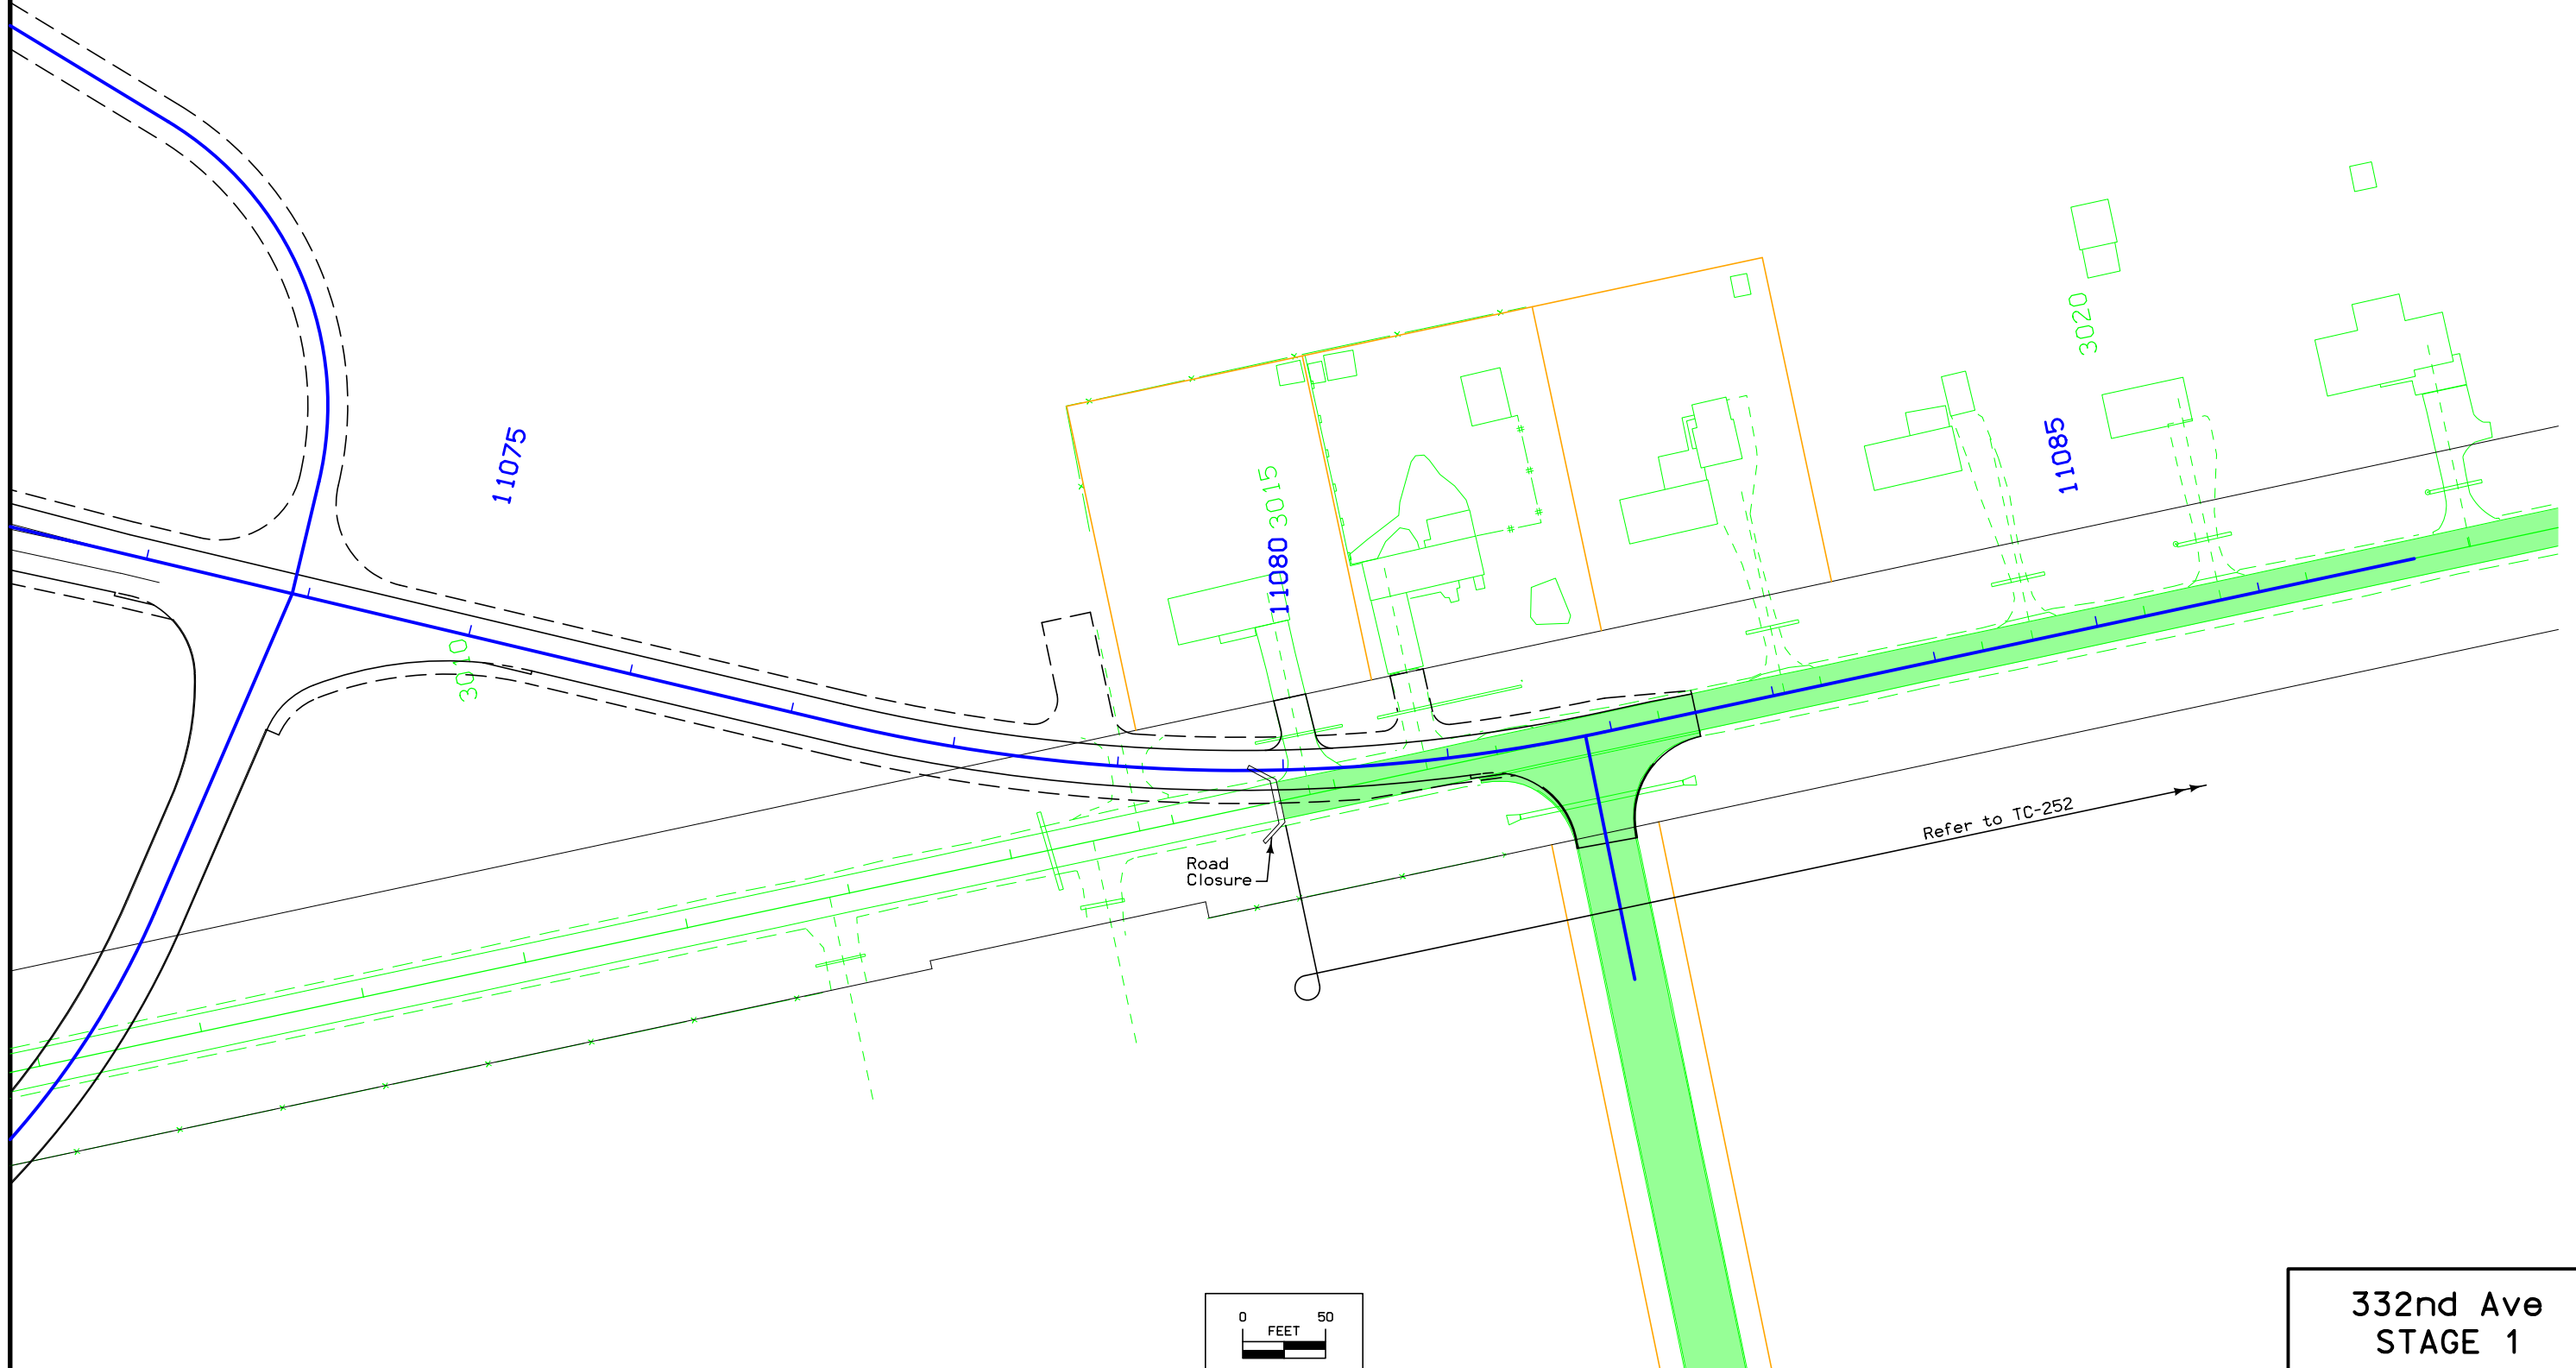 3020
11075
11085
3015
11080
3010
Refer to TC-252
Road
Closure
0 50
FEET
332nd Ave
STAGE 1